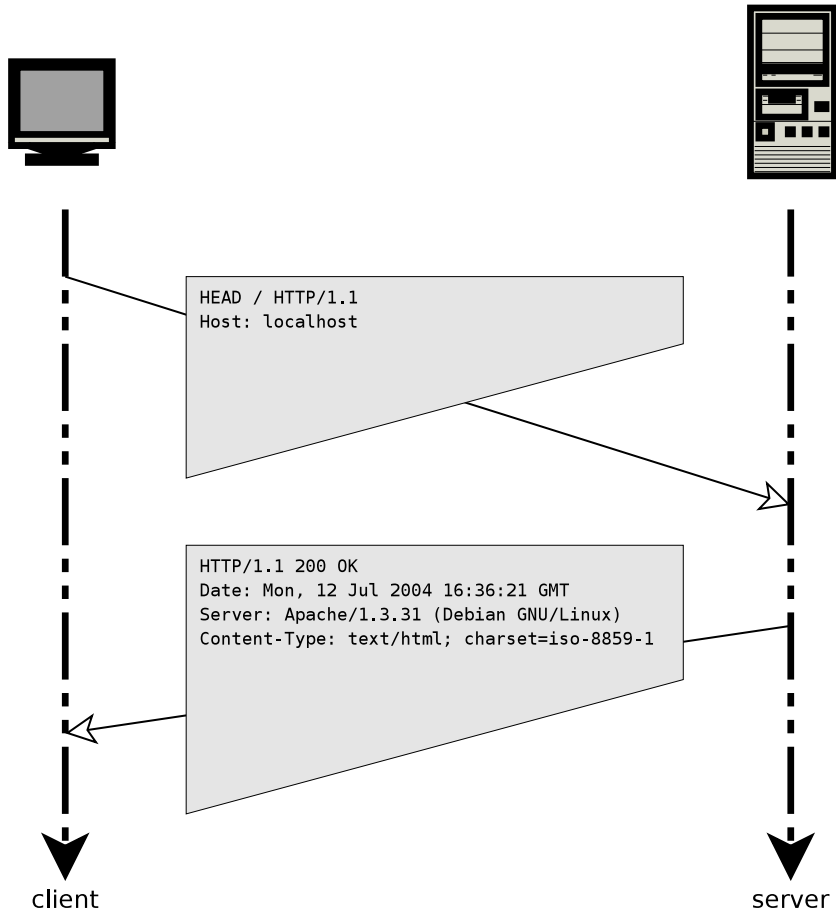 HEAD / HTTP/1.1
Host: localhost
HTTP/1.1 200 OK
Date: Mon, 12 Jul 2004 16:36:21 GMT
Server: Apache/1.3.31 (Debian GNU/Linux)
Content-Type: text/html; charset=iso-8859-1
client
server